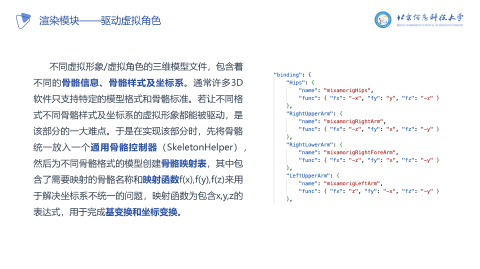 渲染模块——驱动虚拟角色
北京信息科技大学
不同虚拟形象/虚拟角色的三维模型文件，包含着
不同的骨骼信息、骨骼样式及坐标系。通常许多3D
软件只支持特定的模型格式和骨骼标准。若让不同格
式不同骨骼样式及坐标系的虚拟形象都能被驱动，是
该部分的一大难点。于是在实现该部分时，先将骨骼
统一放入一个通用骨骼控制器（SkeletonHelper），
然后为不同骨骼格式的模型创建骨骼映射表，其中包
含了需要映射的骨骼名称和映射函数f(x),f(y),f(z)来用
于解决坐标系不统一的问题，映射函数为包含x,y,z的
表达式，用于完成基变换和坐标变换。
"binding": {
"Hips": {
"name": "mixamorigHips",
"func": { "fx": "-x", "fy": "y", "fz": "-z" }
},
"RightUpperArm": {
"name": "mixamorigRightArm",
"func": { "fx": "-z", "fy": "x", "fz": "-y" }
},
"RightLowerArm": {
"name": "mixamorigRightForeArm",
"func": { "fx": "-z", "fy": "x", "fz": "-y" }
},
"LeftUpperArm": {
"name": "mixamorigLeftArm",
"func": { "fx": "z", "fy": "-x", "fz": "-y" }
},